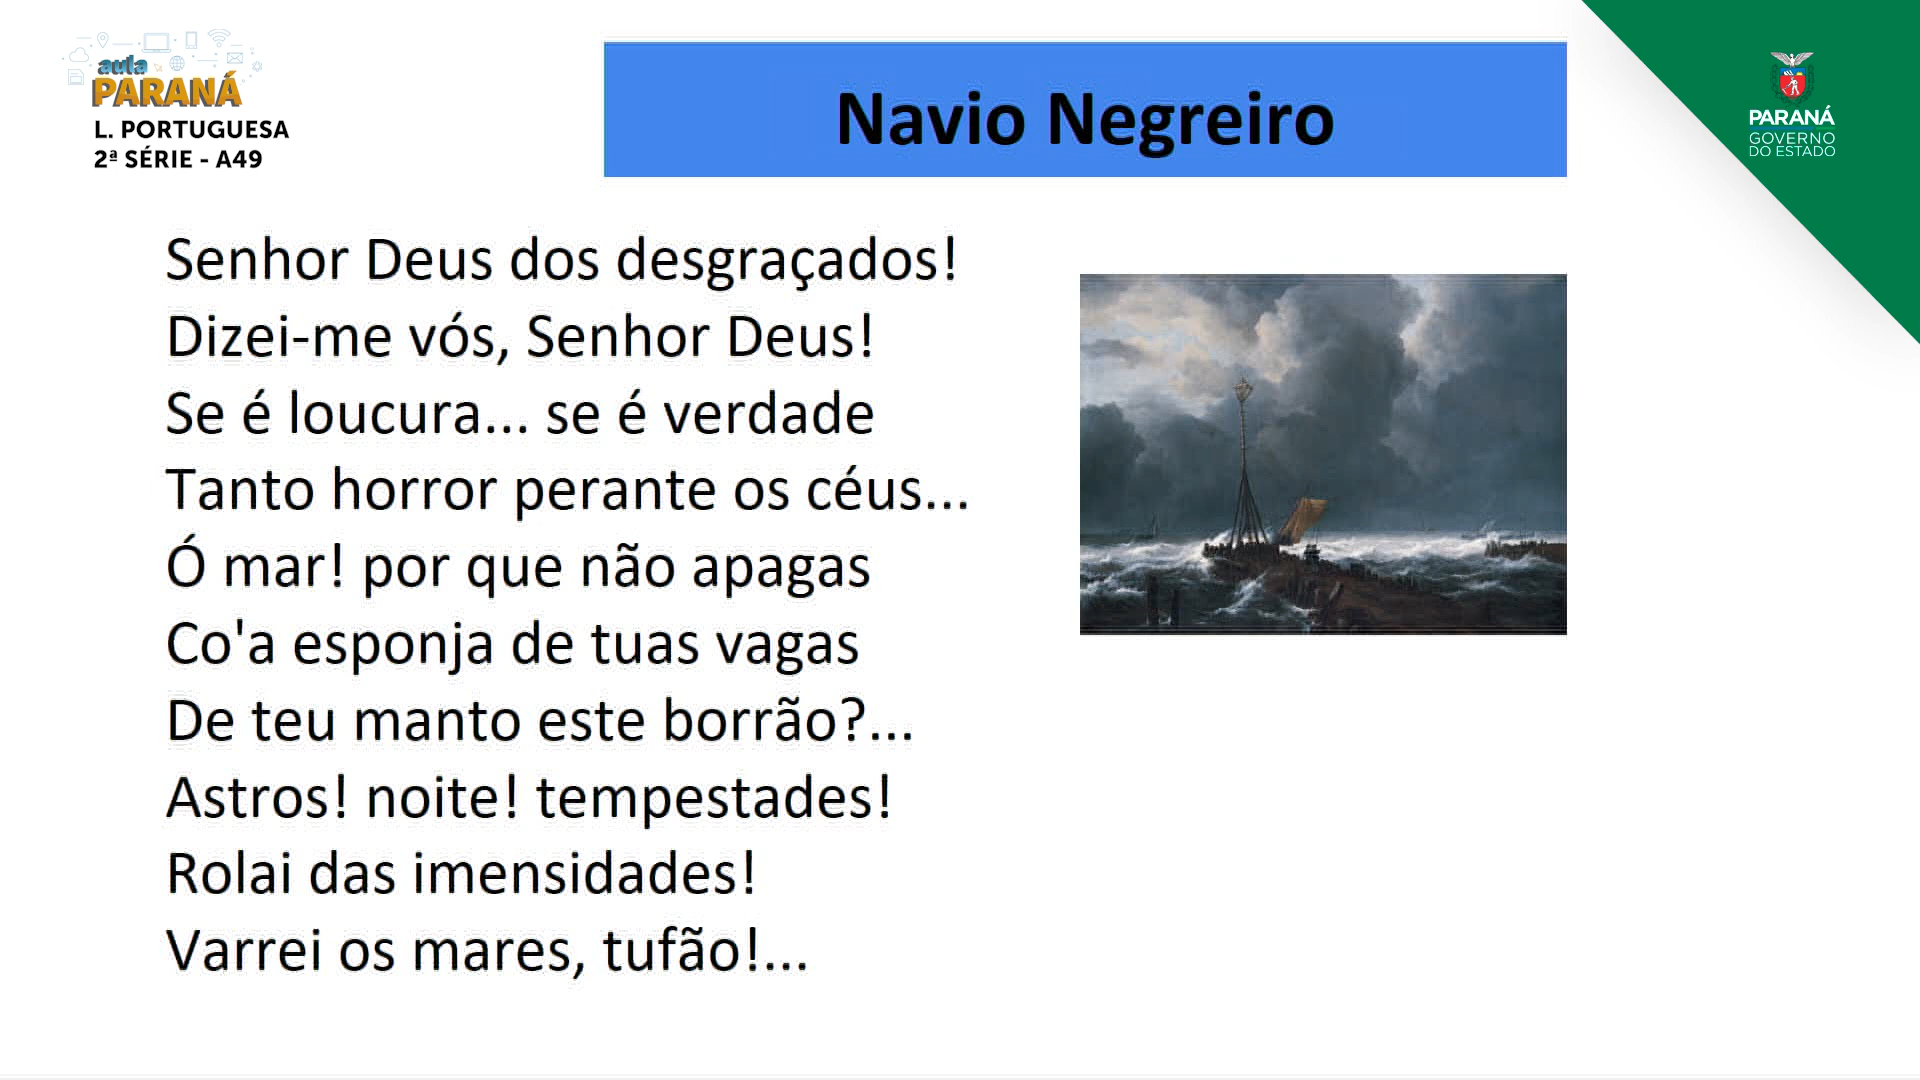 aula
PARANÁ
L. PORTUGUESA
2ª SÉRIE - A49
Navio Negreiro
PARANÁ
GOVERNO
DO ESTADO
Senhor Deus dos desgraçados!
Dizei-me vós, Senhor Deus!
Se é loucura... se é verdade
Tanto horror perante os céus...
Ó mar! por que não apagas
Co'a esponja de tuas vagas
De teu manto este borrão?...
Astros! noite! tempestades!
Rolai das imensidades!
Varrei os mares, tufão!...